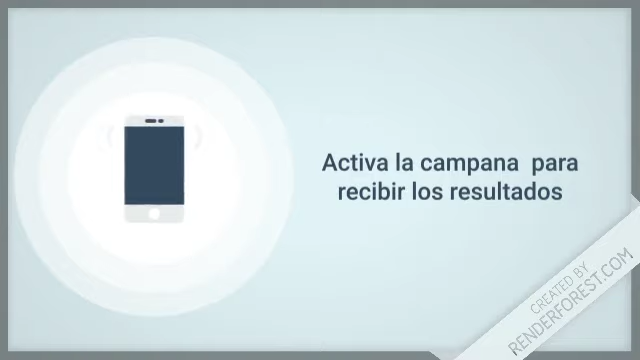 Activa la campana  para
recibir los resultados
CREATED BY
RENDERFOREST.COM